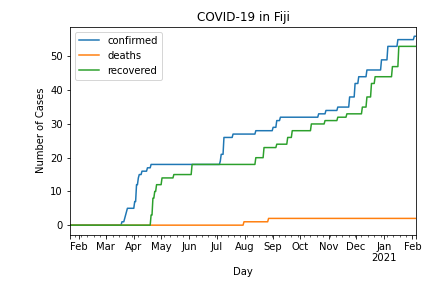 COVID-19 in Fiji
confirmed
deaths
recovered
Number of Cases
50
40
30
20
10
0
Feb Mar Apr May Jun Jul Aug Sep Oct Nov Dec Jan Feb
2021
Day